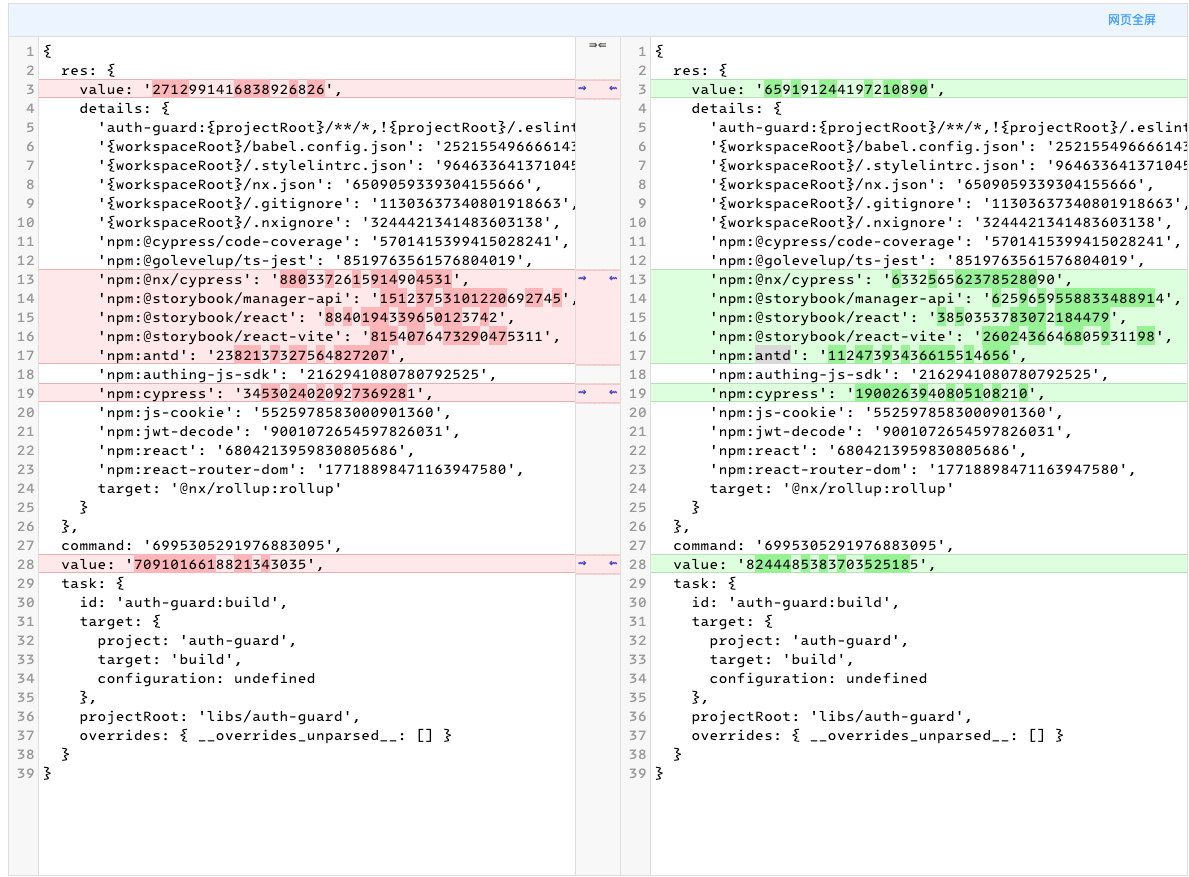 网页全屏
1 {
2 res: {
3 value: '2712991416838926826',
4 details: {
5 'auth-guard:{projectRoot}/**/*,!{projectRoot}/.eslint
6 '{workspaceRoot}/babel.config.json': '252155496666143
7 '{workspaceRoot}/.stylelintrc.json': '964633641371045
8 '{workspaceRoot}/nx.json': '6509059339304155666',
9 '{workspaceRoot}/.gitignore': '11303637340801918663',
10 '{workspaceRoot}/.nxignore': '3244421341483603138',
11 'npm:@cypress/code-coverage': '5701415399415028241',
12 'npm:@golevelup/ts-jest': '8519763561576804019',
13 'npm:@nx/cypress': '8803372615914904531',
14 'npm:@storybook/manager-api': '15123753101220692745',
15 'npm:@storybook/react': '8840194339650123742',
16 'npm:@storybook/react-vite': '8154076473290475311',
17 'npm:antd': '2382137327564827207',
18 'npm:authing-js-sdk': '2162941080780792525',
19 'npm:cypress': '3453024020927369281',
20 'npm:js-cookie': '5525978583000901360',
21 'npm:jwt-decode': '9001072654597826031',
22 'npm:react': '6804213959830805686',
23 'npm:react-router-dom': '17718898471163947580',
24 target: '@nx/rollup:rollup'
25 }
26 },
27 command: '6995305291976883095',
28 value: '7091016618821343035',
29 task: {
30 id: 'auth-guard:build',
31 target: {
32 project: 'auth-guard',
33 target: 'build',
34 configuration: undefined
35 },
36 projectRoot: 'libs/auth-guard',
37 overrides: { __overrides_unparsed__: [] }
38 }
39 }
1 {
2 res: {
3 value: '659191244197210890',
4 details: {
5 'auth-guard:{projectRoot}/**/*,!{projectRoot}/.eslint
6 '{workspaceRoot}/babel.config.json': '252155496666143
7 '{workspaceRoot}/.stylelintrc.json': '964633641371045
8 '{workspaceRoot}/nx.json': '6509059339304155666',
9 '{workspaceRoot}/.gitignore': '11303637340801918663',
10 '{workspaceRoot}/.nxignore': '3244421341483603138',
11 'npm:@cypress/code-coverage': '5701415399415028241',
12 'npm:@golevelup/ts-jest': '8519763561576804019',
13 'npm:@nx/cypress': '633256562378528090',
14 'npm:@storybook/manager-api': '6259659558833488914',
15 'npm:@storybook/react': '3850353783072184479',
16 'npm:@storybook/react-vite': '2602436646805931198',
17 'npm:antd': '11247393436615514656',
18 'npm:authing-js-sdk': '2162941080780792525',
19 'npm:cypress': '1900263940805108210',
20 'npm:js-cookie': '5525978583000901360',
21 'npm:jwt-decode': '9001072654597826031',
22 'npm:react': '6804213959830805686',
23 'npm:react-router-dom': '17718898471163947580',
24 target: '@nx/rollup:rollup'
25 }
26 },
27 command: '6995305291976883095',
28 value: '8244485383703525185',
29 task: {
30 id: 'auth-guard:build',
31 target: {
32 project: 'auth-guard',
33 target: 'build',
34 configuration: undefined
35 },
36 projectRoot: 'libs/auth-guard',
37 overrides: { __overrides_unparsed__: [] }
38 }
39 }